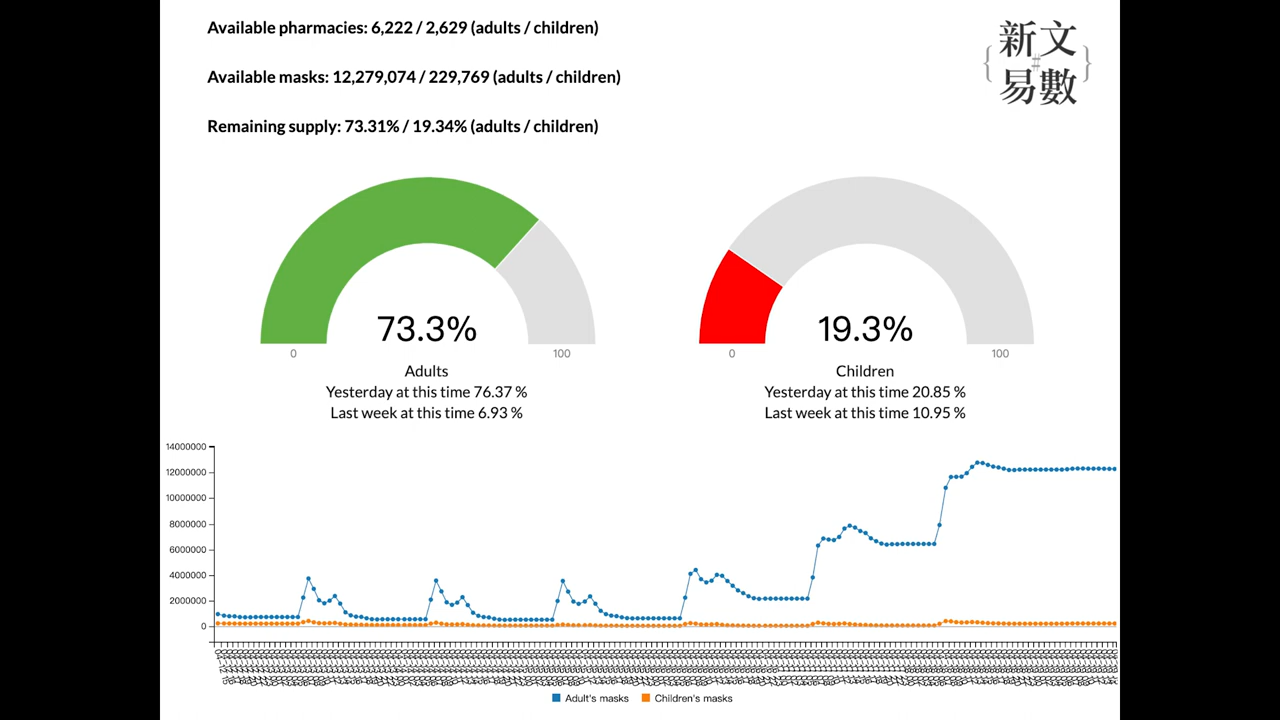 Available pharmacies: 6,222 / 2,629 (adults / children)
Available masks: 12,279,074 / 229,769 (adults / children)
Remaining supply: 73.31% / 19.34% (adults / children)
{新文
#
易數}
73.3%
0
100
Adults
Yesterday at this time 76.37 %
Last week at this time 6.93 %
19.3%
0
100
Children
Yesterday at this time 20.85 %
Last week at this time 10.95 %
14000000
12000000
10000000
8000000
6000000
4000000
2000000
0
Adult's masks
Children's masks